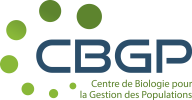 CBGP
Centre de Biologie pour
la Gestion des Populations